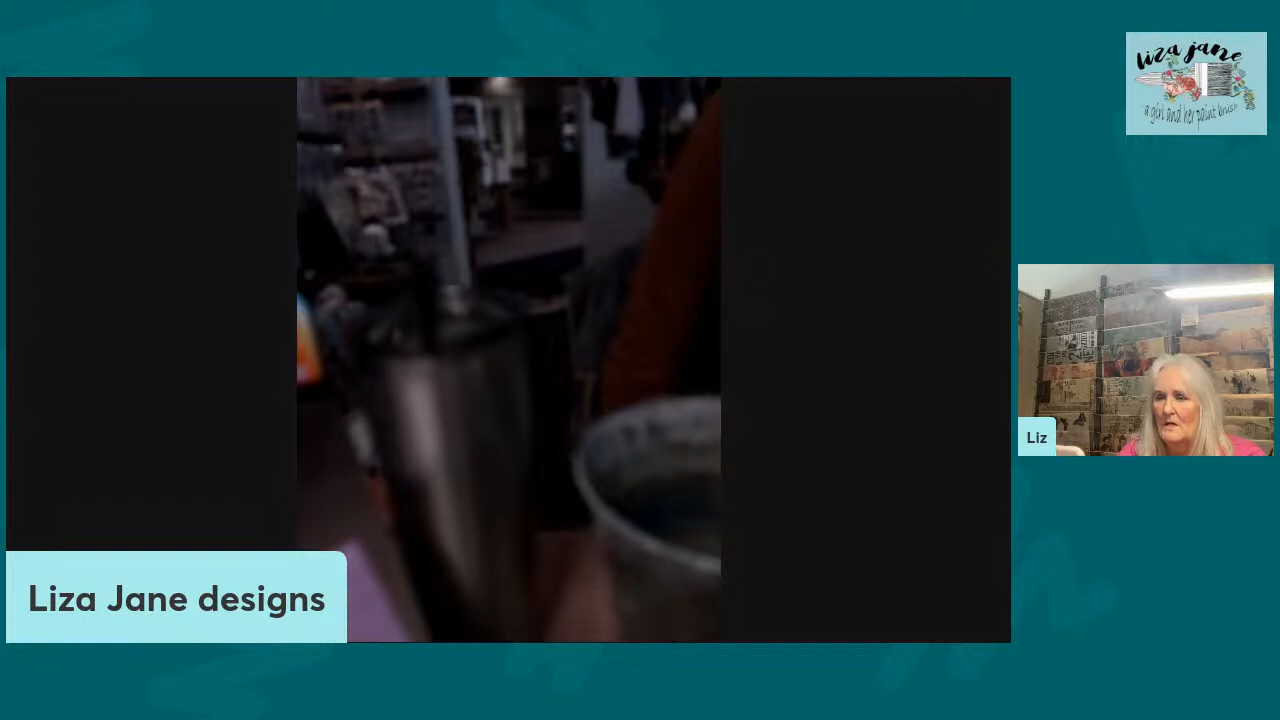 liza jane
a girl and her paint brush
Liz
Liza Jane designs